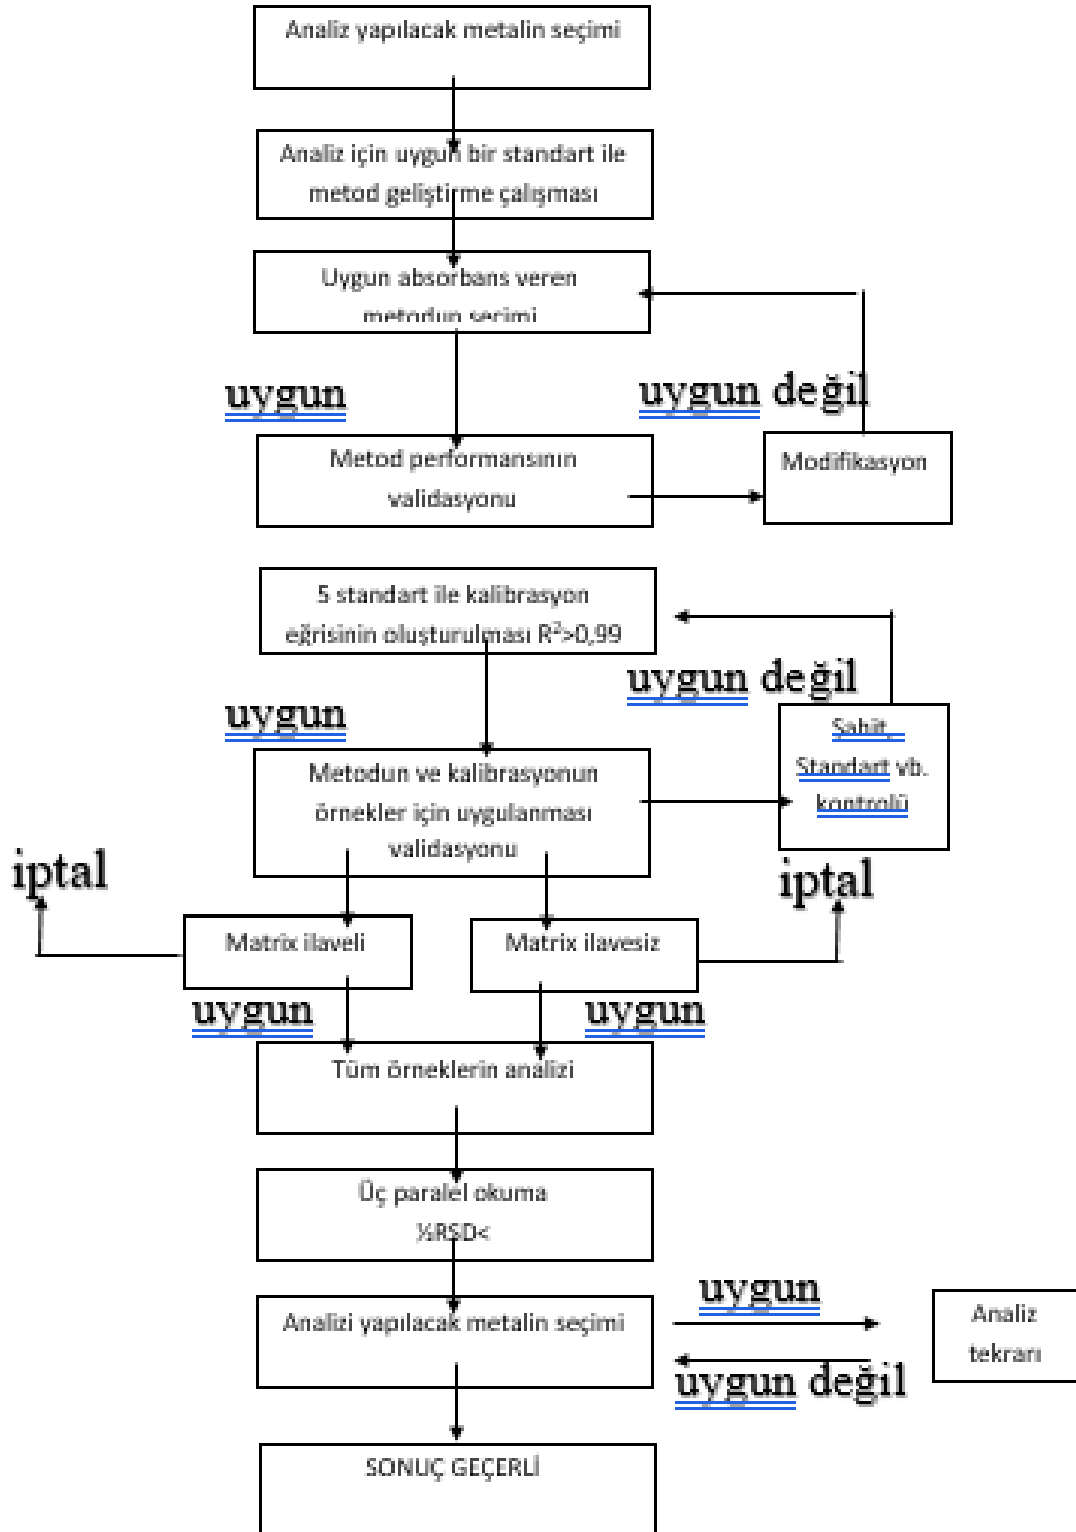 Analiz yapılacak metalin seçimi
Analiz için uygun bir standart ile
metod geliştirme çalışması
Uygun absorbans veren
metodun seçimi
uygun
uygun değil
Metod performansının
validasyonu
Modifikasyon
5 standart ile kalibrasyon
eğrisinin oluşturulması R²>0,99
uygun değil
uygun
Şahit,
Standart vb.
kontrolü
Metodun ve kalibrasyonun
örnekler için uygulanması
validasyonu
iptal
iptal
Matrix ilaveli
Matrix ilavesiz
uygun
uygun
Tüm örneklerin analizi
Üç paralel okuma
%RSD<
Analizi yapılacak metalin seçimi
uygun
uygun değil
Analiz
tekrarı
SONUÇ GEÇERLİ